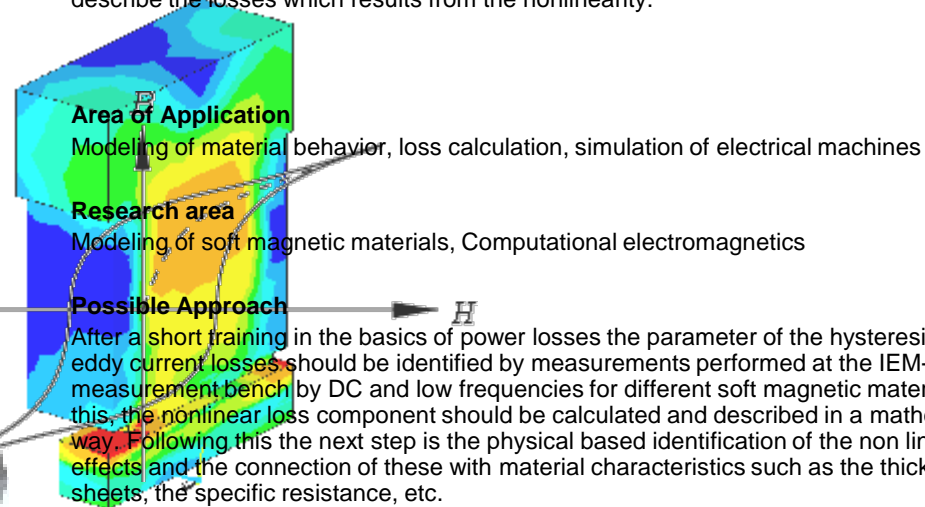 describe the losses which results from the nonlinearity.
B
Area of Application
Modeling of material behavior, loss calculation, simulation of electrical machines
Research area
Modeling of soft magnetic materials, Computational electromagnetics
Possible Approach
H
After a short training in the basics of power losses the parameter of the hysteresi
eddy current losses should be identified by measurements performed at the IEM-
measurement bench by DC and low frequencies for different soft magnetic mater
this, the nonlinear loss component should be calculated and described in a mathe
way. Following this the next step is the physical based identification of the non lin
effects and the connection of these with material characteristics such as the thick
sheets, the specific resistance, etc.